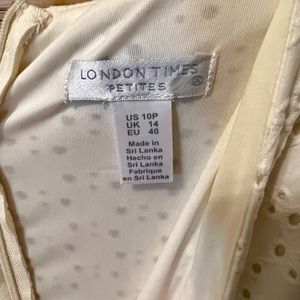 LONDON TIMES
PETITES ®
US 10P
UK 14
EU 40
Made in
Sri Lanka
Hecho en
Sri Lanka
Fabrique
en Sri Lanka